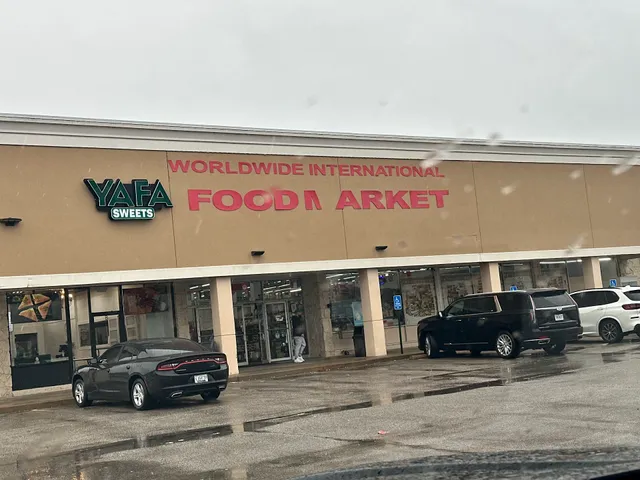 WORLDWIDE INTERNATIONAL
YAFA
SWEETS
FOOD MARKET